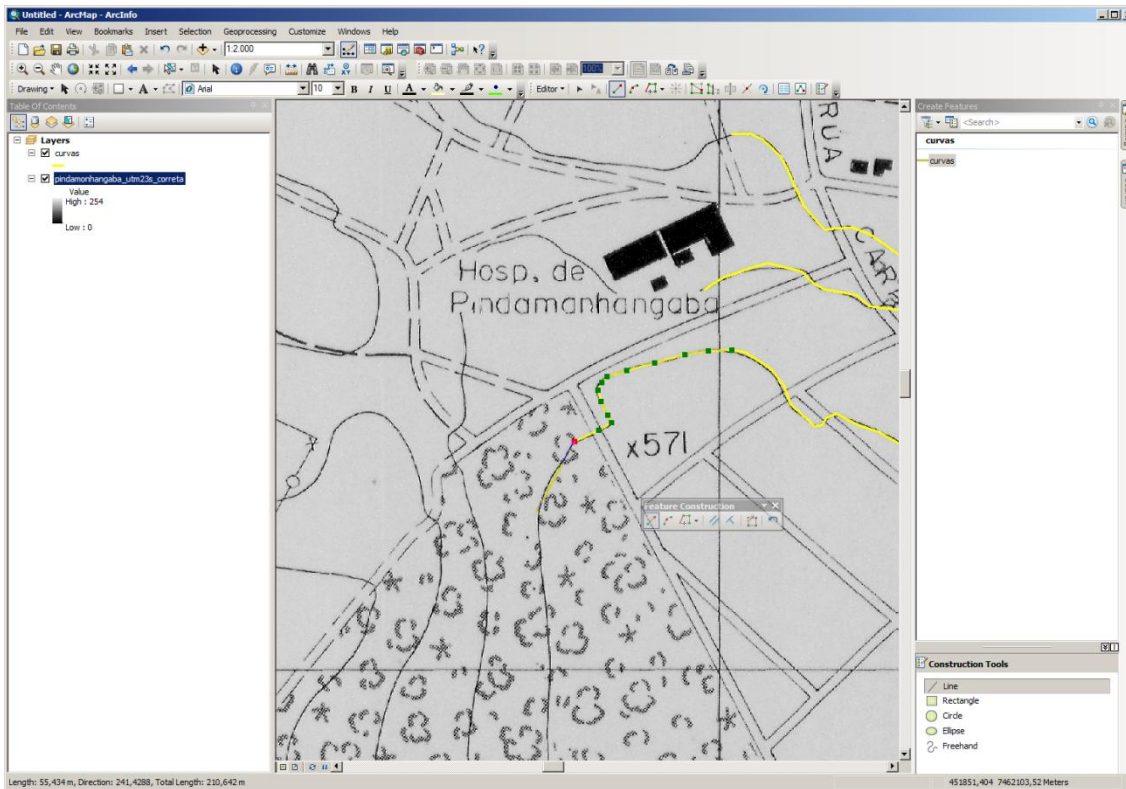 Untitled - ArcMap - ArcInfo
File Edit View Bookmarks Insert Selection Geoprocessing Customize Windows Help
1:2.000
100%
Drawing Arial 10 B I U A Editor
Table Of Contents
Layers
curvas
pindamonhangaba_utm23s_correta
Value
High : 254
Low : 0
RUA
CAR
Hosp. de
Pindamanhangaba
x571
Feature Construction
Create Features
<Search>
curvas
curvas
Construction Tools
Line
Rectangle
Circle
Ellipse
Freehand
Length: 55,434 m, Direction: 241,4288, Total Length: 210,642 m
451851,404 7462103,52 Meters